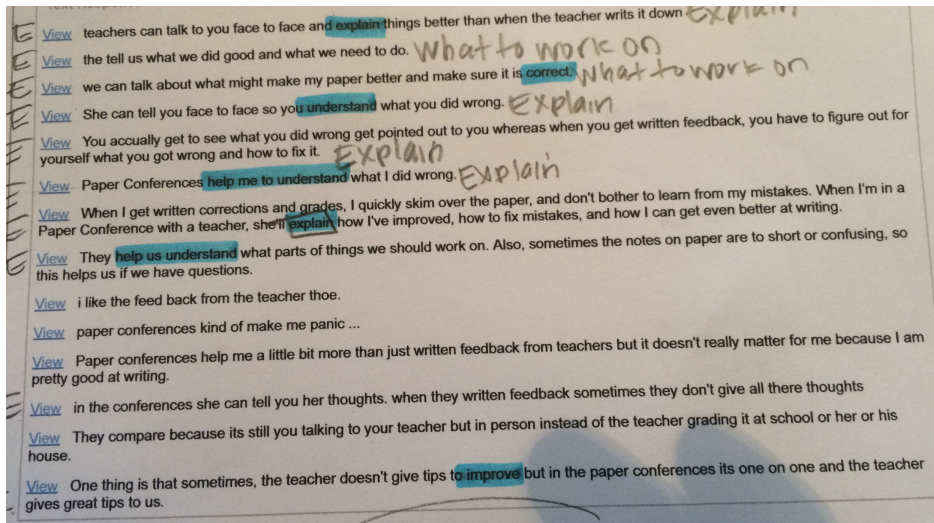 E View teachers can talk to you face to face and explain things better than when the teacher writs it down Explain
E View the tell us what we did good and what we need to do. What to work on
E View we can talk about what might make my paper better and make sure it is correct. What to work on
E View She can tell you face to face so you understand what you did wrong. Explain
E View You accually get to see what you did wrong get pointed out to you whereas when you get written feedback, you have to figure out for
yourself what you got wrong and how to fix it. Explain
E View Paper Conferences help me to understand what I did wrong. Explain
E View When I get written corrections and grades, I quickly skim over the paper, and don't bother to learn from my mistakes. When I'm in a
Paper Conference with a teacher, she'll explain how I've improved, how to fix mistakes, and how I can get even better at writing.
E View They help us understand what parts of things we should work on. Also, sometimes the notes on paper are to short or confusing, so
this helps us if we have questions.
View i like the feed back from the teacher thoe.
View paper conferences kind of make me panic ...
View Paper conferences help me a little bit more than just written feedback from teachers but it doesn't really matter for me because I am
pretty good at writing.
E View in the conferences she can tell you her thoughts. when they written feedback sometimes they don't give all there thoughts
View They compare because its still you talking to your teacher but in person instead of the teacher grading it at school or her or his
house.
View One thing is that sometimes, the teacher doesn't give tips to improve but in the paper conferences its one on one and the teacher
gives great tips to us.